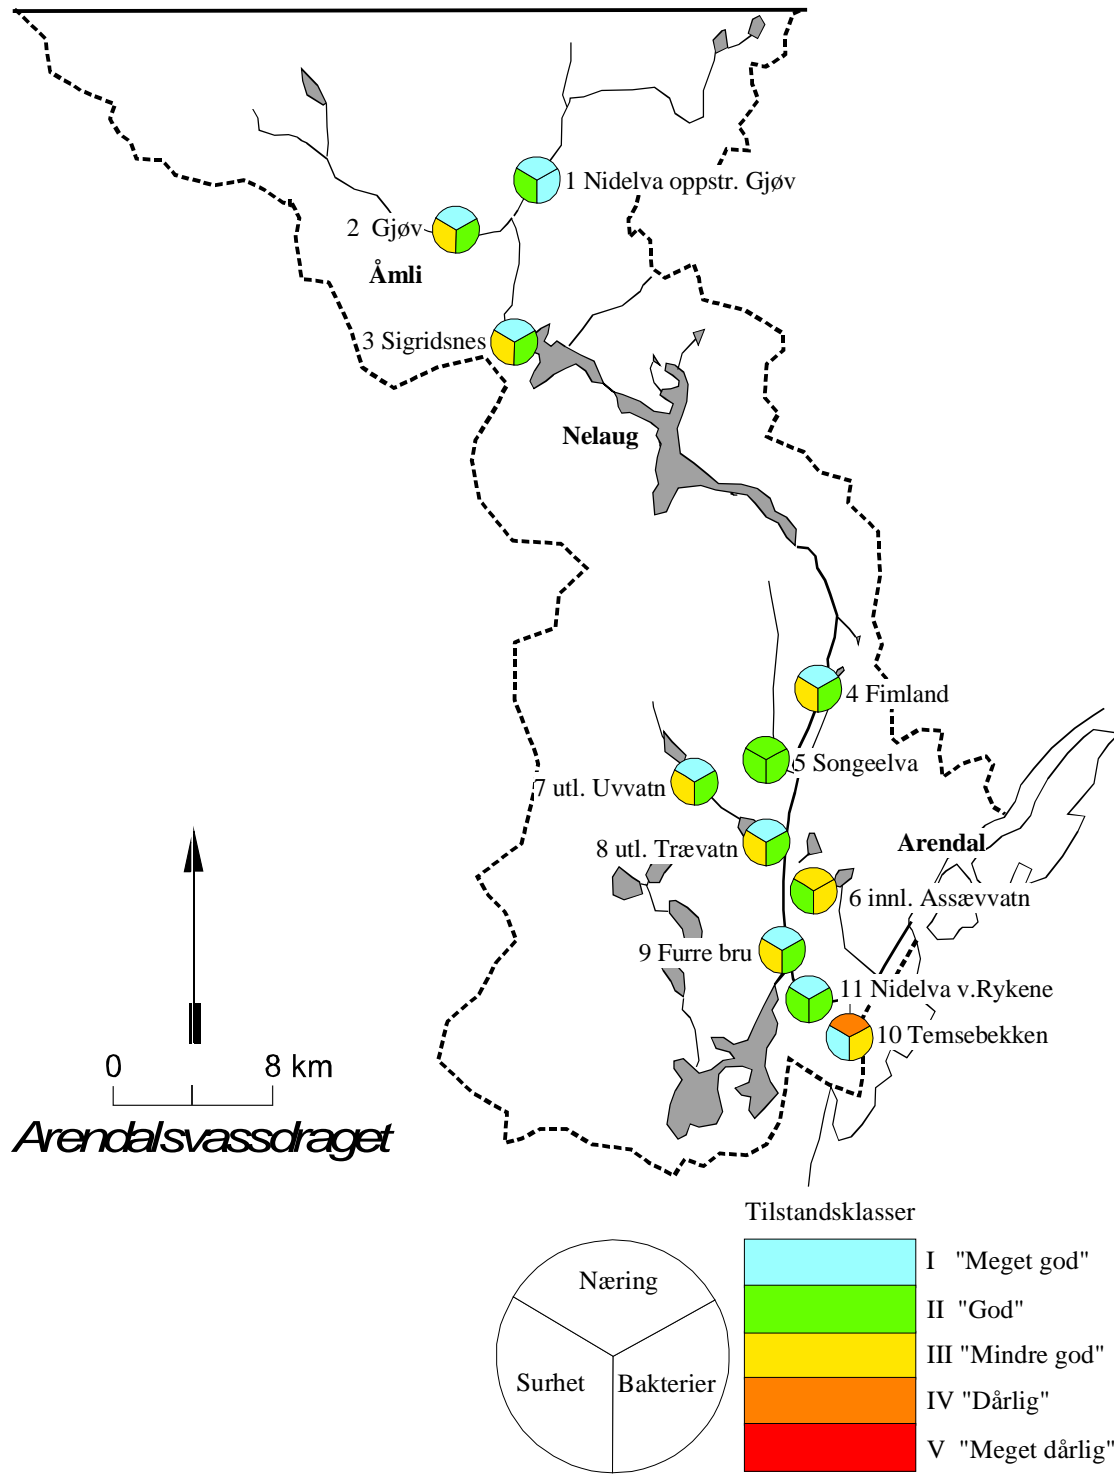 1 Nidelva oppstr. Gjøv
2 Gjøv
Åmli
3 Sigridsnes
Nelaug
4 Fimland
5 Songeelva
7 utl. Uvvatn
Arendal
8 utl. Trævatn
6 innl. Assævvatn
9 Furre bru
11 Nidelva v.Rykene
10 Temsebekken
0 8 km
Arendalsvassdraget
Tilstandsklasser
Næring
Surhet
Bakterier
I "Meget god"
II "God"
III "Mindre god"
IV "Dårlig"
V "Meget dårlig"